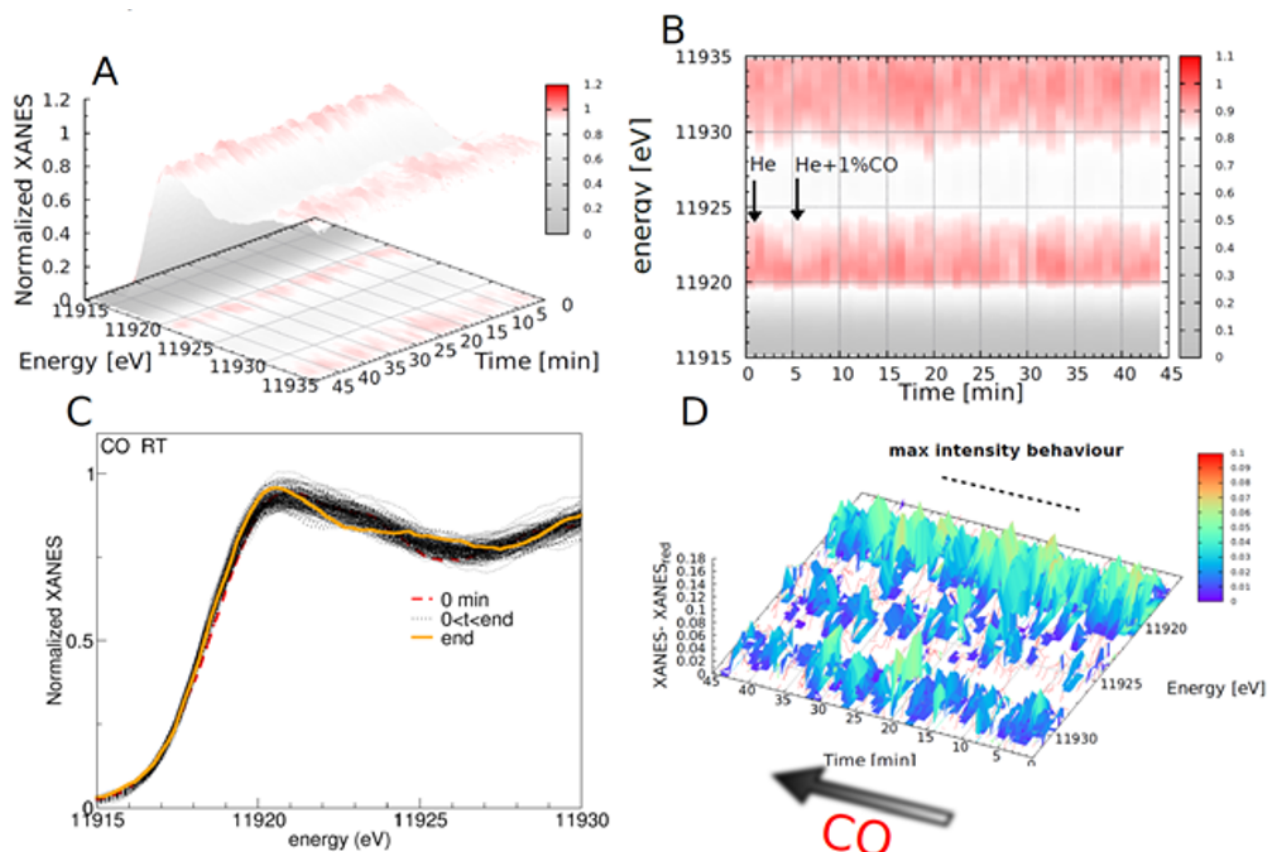 A
Normalized XANES
1.2
1
0.8
0.6
0.4
0.2
0
1.2
1
0.8
0.6
0.4
0.2
0
11915
11920
11925
11930
11935
Energy [eV]
45 40 35 30 25 20 15 10 5 0
Time [min]
B
energy [eV]
11935
11930
11925
11920
11915
He
He+1%CO
0 5 10 15 20 25 30 35 40 45
Time [min]
1.1
1
0.9
0.8
0.7
0.6
0.5
0.4
0.3
0.2
0.1
0
C
CO RT
Normalized XANES
1
0.5
0
0 min
0<t<end
end
11915 11920 11925 11930
energy (eV)
D
max intensity behaviour
0.1
0.09
0.08
0.07
0.06
0.05
0.04
0.03
0.02
0.01
0
XANES- XANESred
0.18
0.16
0.14
0.12
0.1
0.08
0.06
0.04
0.02
0
45 40 35 30 25 20 15 10 5 0
Time [min]
11920
11925
11930
Energy [eV]
CO